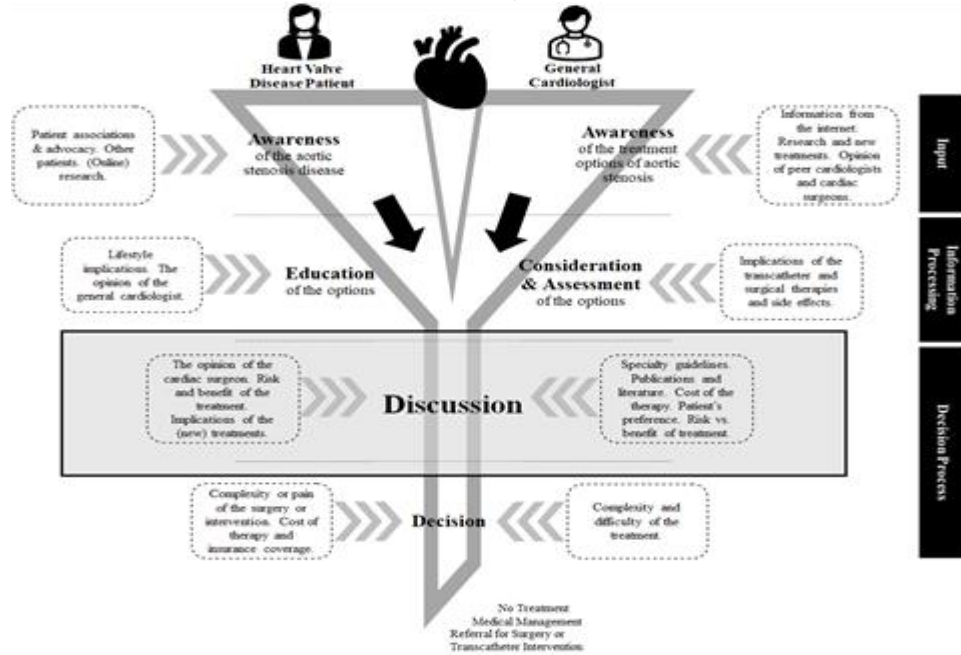 Heart Valve
Disease Patient
General
Cardiologist
Patient associations
& advocacy. Other
patients. (Online)
research.
Awareness
of the aortic
stenosis disease
Awareness
of the treatment
options of aortic
stenosis
Information from
the internet.
Research and new
treatments. Opinion
of peer cardiologists
and cardiac
surgeons.
Input
Lifestyle
implications. The
opinion of the
general cardiologist.
Education
of the options
Consideration
& Assessment
of the options
Implications of the
transcatheter and
surgical therapies
and side effects.
Information
Processing
The opinion of the
cardiac surgeon. Risk
and benefit of the
treatment.
Implications of the
(new) treatments.
Discussion
Specialty guidelines.
Publications and
literature. Cost of the
therapy. Patient's
preference. Risk vs.
benefit of treatment.
Decision Process
Complexity or pain
of the surgery or
intervention. Cost of
therapy and
insurance coverage.
Decision
Complexity and
difficulty of the
treatment.
No Treatment
Medical Management
Referral for Surgery or
Transcatheter Intervention